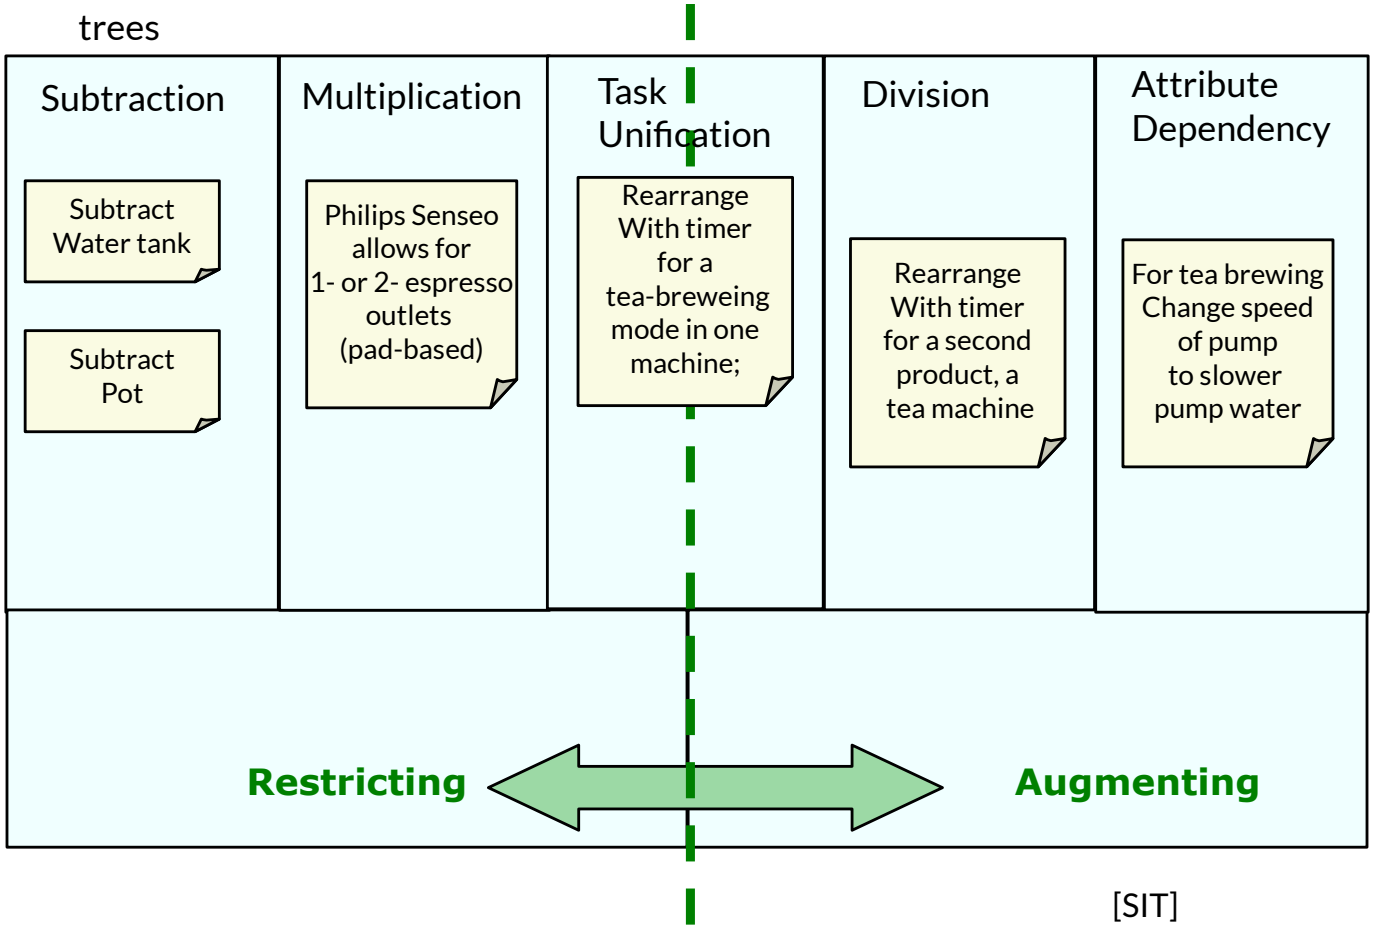 trees
Subtraction
Subtract
Water tank
Subtract
Pot
Multiplication
Philips Senseo
allows for
1- or 2- espresso
outlets
(pad-based)
Task
Unification
Rearrange
With timer
for a
tea-breweing
mode in one
machine;
Division
Rearrange
With timer
for a second
product, a
tea machine
Attribute
Dependency
For tea brewing
Change speed
of pump
to slower
pump water
Restricting
Augmenting
[SIT]